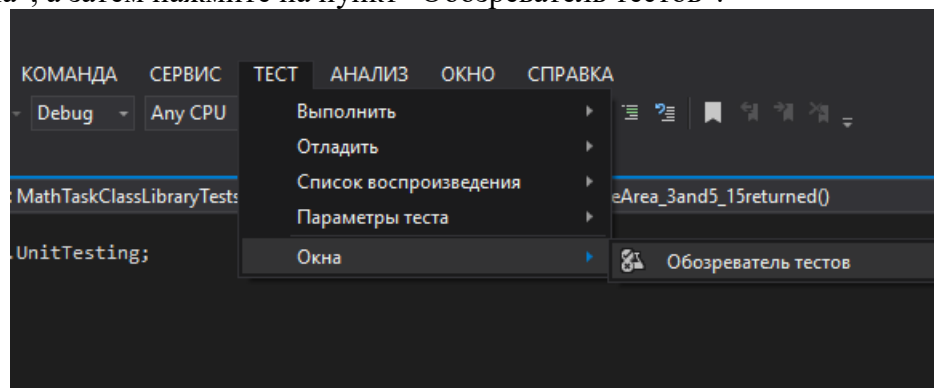 а затем нажмите на пункт "Обозреватель тестов".
КОМАНДА СЕРВИС ТЕСТ АНАЛИЗ ОКНО СПРАВКА
Debug Any CPU
Выполнить
Отладить
Список воспроизведения
MathTaskClassLibraryTests eArea_3and5_15returned()
Параметры теста
.UnitTesting;
Окна
Обозреватель тестов